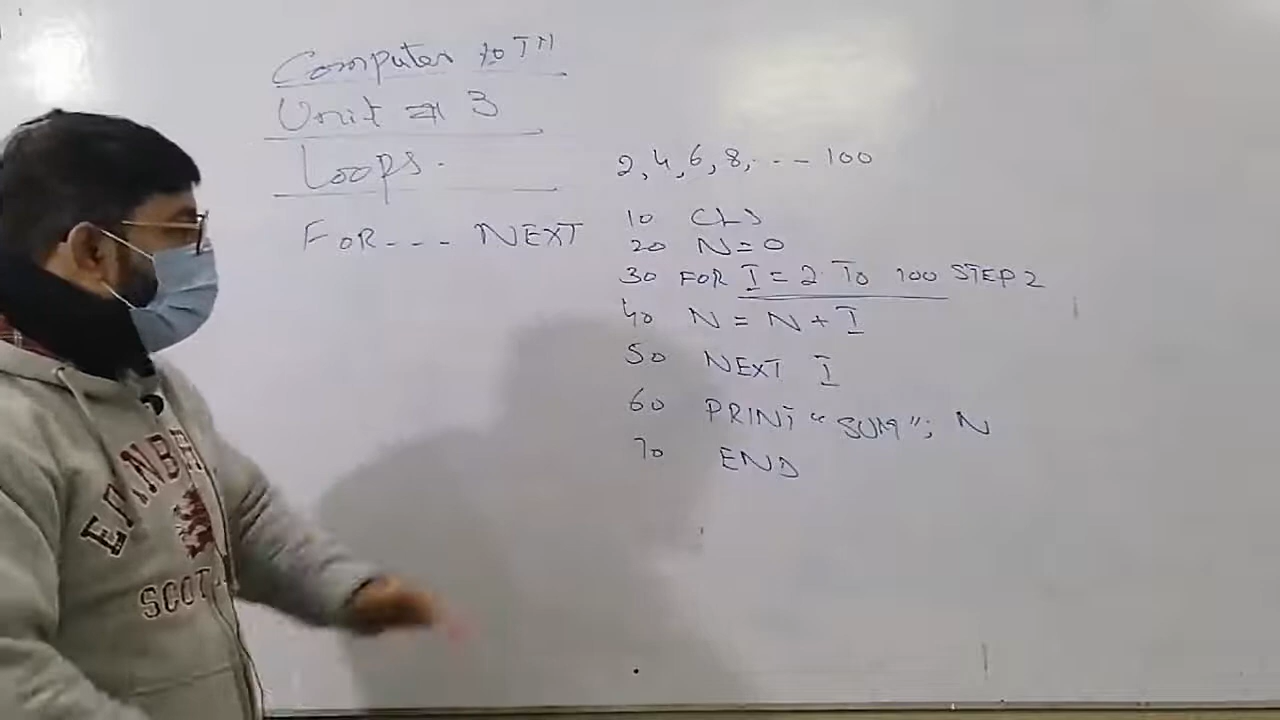 Computer 10TH
Unit # 3
Loops.
FOR--- NEXT
2,4,6,8,--- 100
10 CLS
20 N=0
30 FOR I=2 To 100 STEP 2
40 N = N + I
50 NEXT I
60 PRINT "SUM"; N
70 END
SCOT